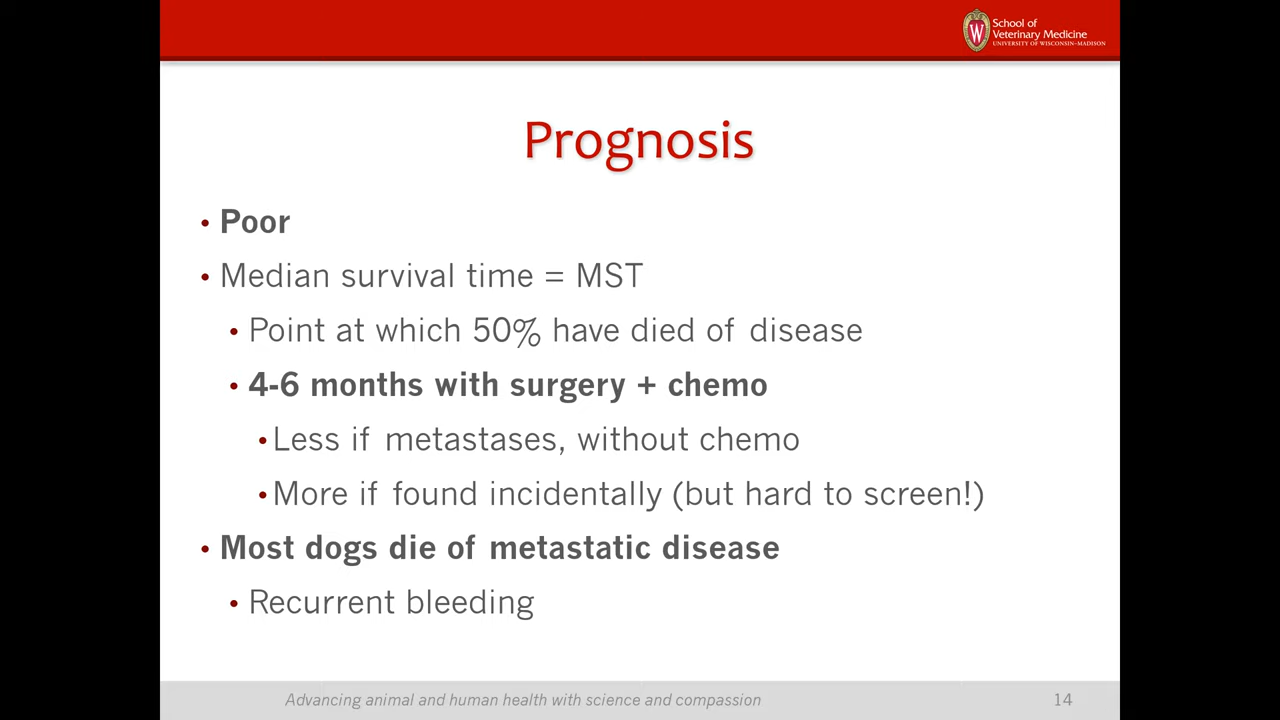 School of
Veterinary Medicine
UNIVERSITY OF WISCONSIN–MADISON
Prognosis
• Poor
• Median survival time = MST
• Point at which 50% have died of disease
• 4-6 months with surgery + chemo
• Less if metastases, without chemo
• More if found incidentally (but hard to screen!)
• Most dogs die of metastatic disease
• Recurrent bleeding
Advancing animal and human health with science and compassion
14